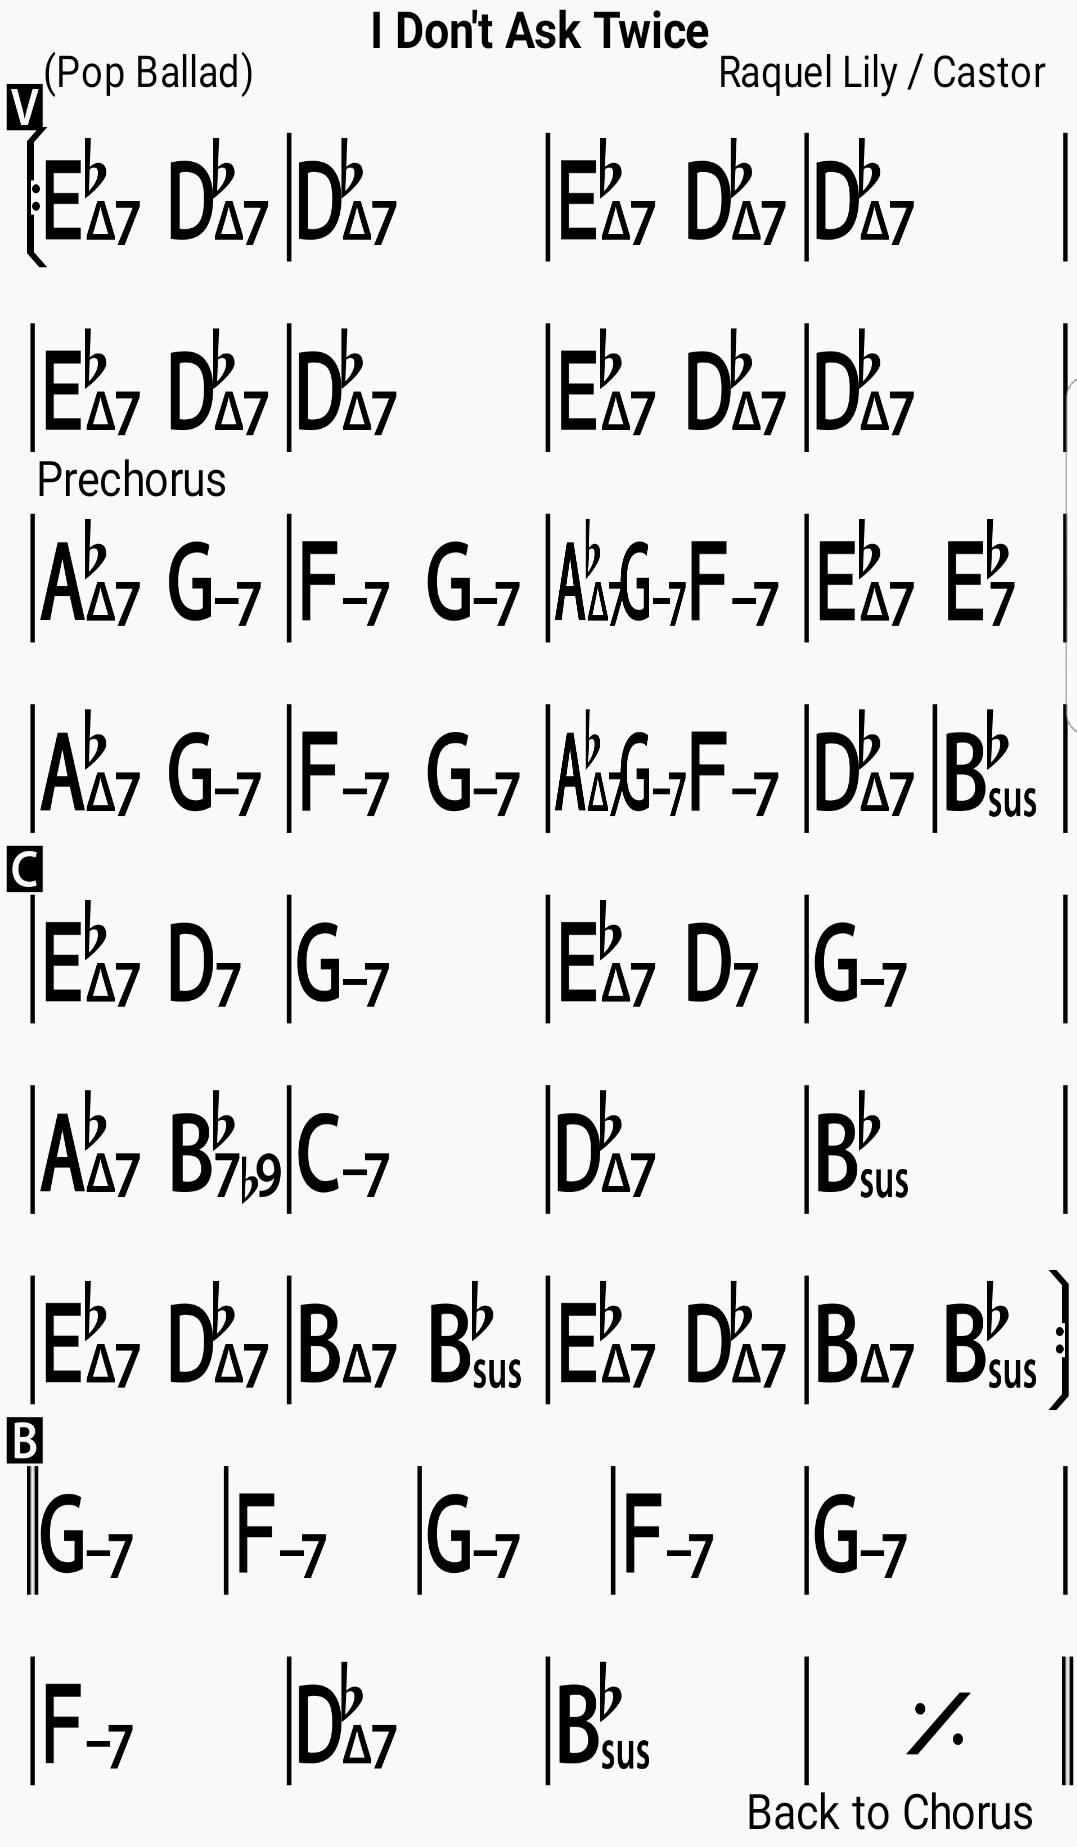 I Don't Ask Twice
(Pop Ballad) Raquel Lily / Castor
V
E♭Δ7 D♭Δ7 | D♭Δ7 | E♭Δ7 D♭Δ7 | D♭Δ7 |
| E♭Δ7 D♭Δ7 | D♭Δ7 | E♭Δ7 D♭Δ7 | D♭Δ7 |
Prechorus
| A♭Δ7 G–7 | F–7 G–7 | A♭Δ7 G–7 F–7 | E♭Δ7 E♭7 |
| A♭Δ7 G–7 | F–7 G–7 | A♭Δ7 G–7 F–7 | D♭Δ7 | B♭sus |
C
| E♭Δ7 D7 | G–7 | E♭Δ7 D7 | G–7 |
| A♭Δ7 B♭7♭9 | C–7 | D♭Δ7 | B♭sus |
| E♭Δ7 D♭Δ7 | BΔ7 B♭sus | E♭Δ7 D♭Δ7 | BΔ7 B♭sus :
B
‖ G–7 | F–7 | G–7 | F–7 | G–7 |
| F–7 | D♭Δ7 | B♭sus | 𝄎 ‖
Back to Chorus